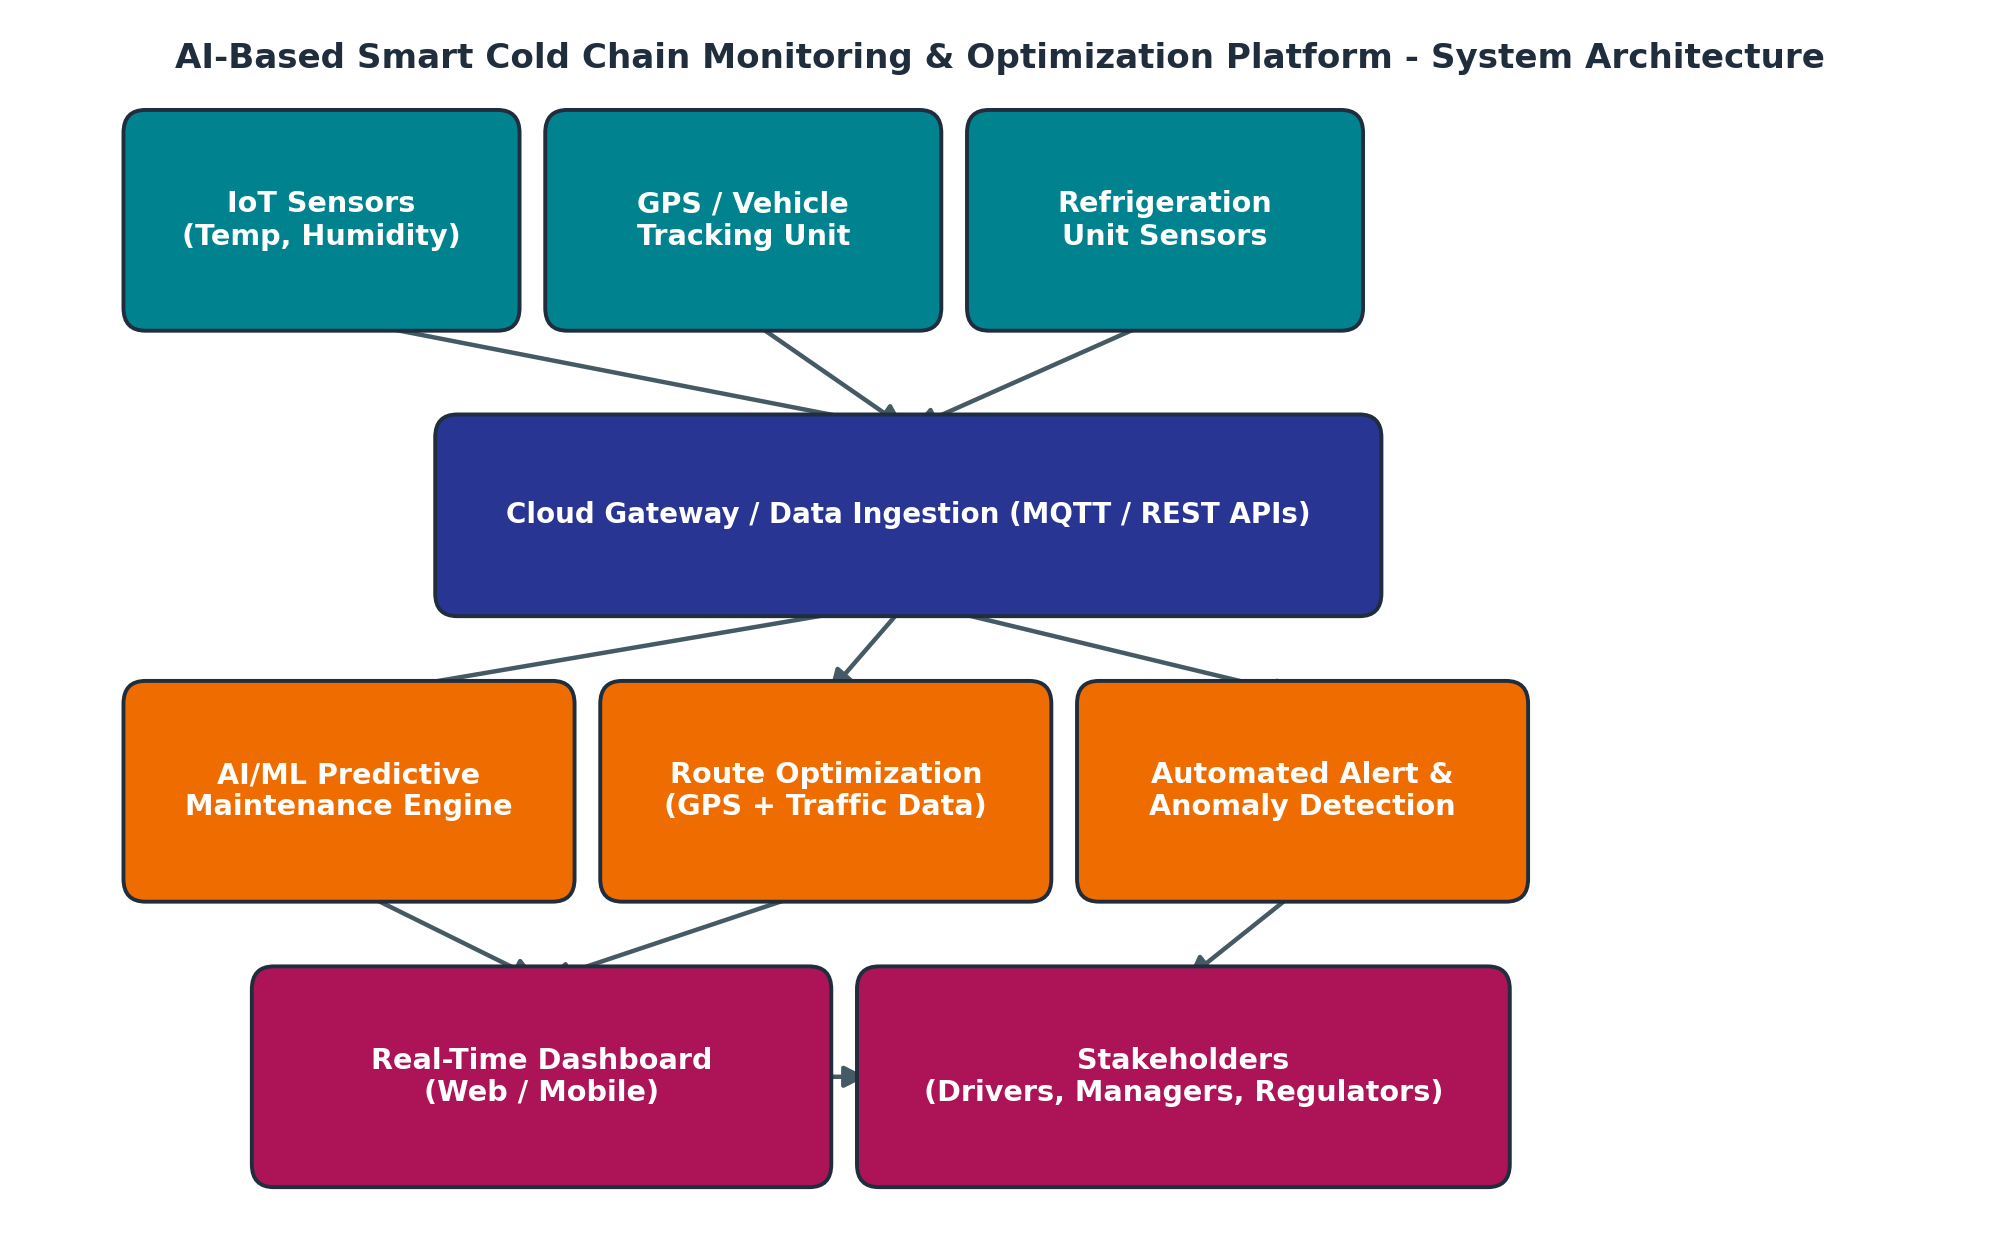 AI-Based Smart Cold Chain Monitoring & Optimization Platform - System Architecture
IoT Sensors
(Temp, Humidity)
GPS / Vehicle
Tracking Unit
Refrigeration
Unit Sensors
Cloud Gateway / Data Ingestion (MQTT / REST APIs)
AI/ML Predictive
Maintenance Engine
Route Optimization
(GPS + Traffic Data)
Automated Alert &
Anomaly Detection
Real-Time Dashboard
(Web / Mobile)
Stakeholders
(Drivers, Managers, Regulators)